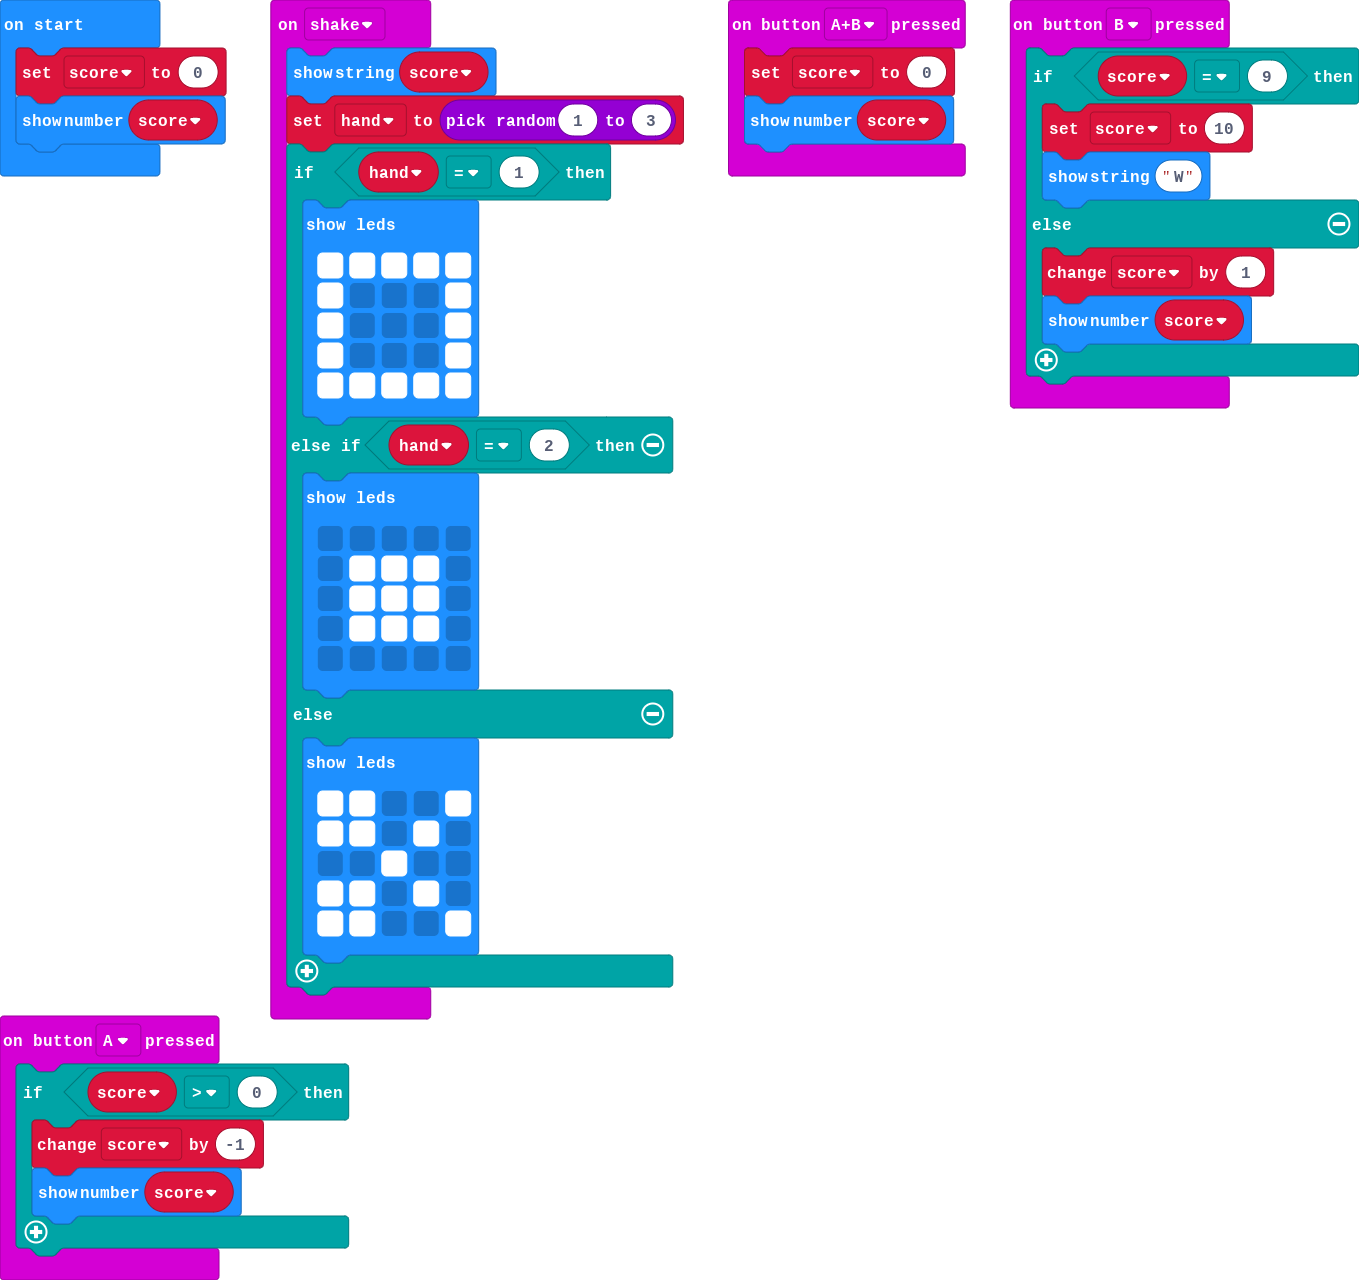 on start
set score to 0
show number score
on shake
show string score
set hand to pick random 1 to 3
if hand = 1 then
show leds
else if hand = 2 then
show leds
else
show leds
on button A+B pressed
set score to 0
show number score
on button B pressed
if score = 9 then
set score to 10
show string "W"
else
change score by 1
show number score
on button A pressed
if score > 0 then
change score by -1
show number score